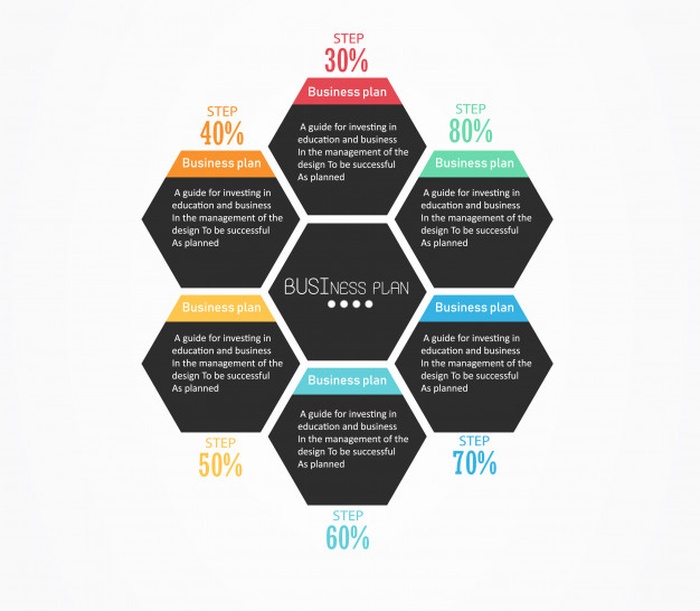 STEP
30%
Business plan
A guide for investing in
education and business
In the management of the
design To be successful
As planned
STEP
40%
Business plan
A guide for investing in
education and business
In the management of the
design To be successful
As planned
STEP
80%
Business plan
A guide for investing in
education and business
In the management of the
design To be successful
As planned
BUSINESS PLAN
Business plan
A guide for investing in
education and business
In the management of the
design To be successful
As planned
STEP
50%
Business plan
A guide for investing in
education and business
In the management of the
design To be successful
As planned
STEP
70%
Business plan
A guide for investing in
education and business
In the management of the
design To be successful
As planned
STEP
60%